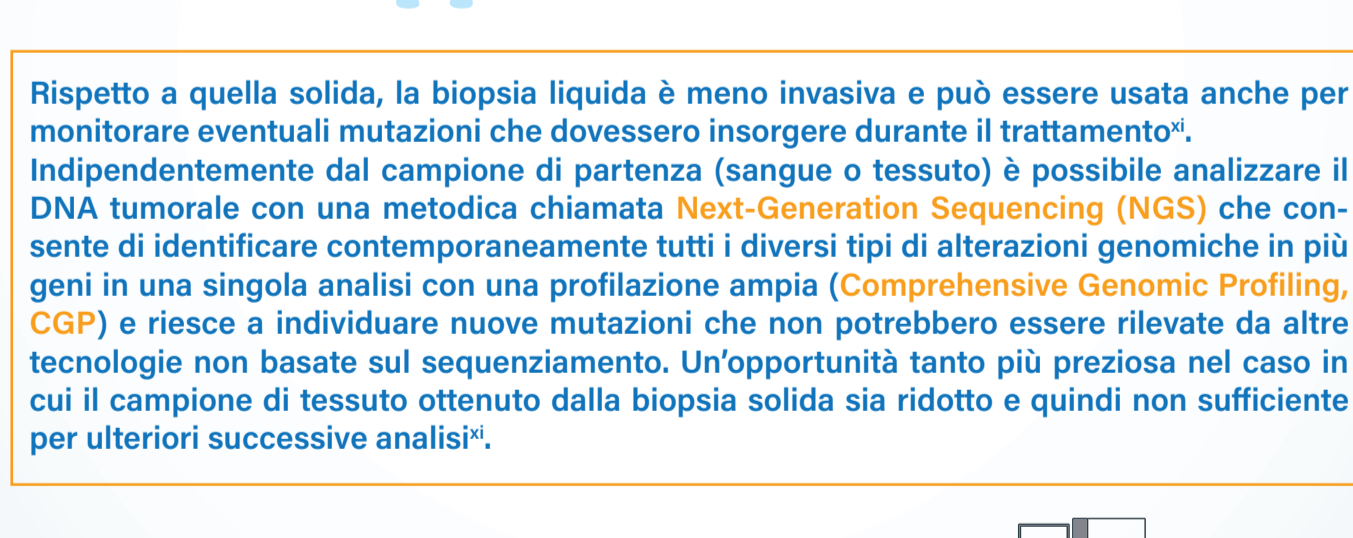 Rispetto a quella solida, la biopsia liquida è meno invasiva e può essere usata anche per
monitorare eventuali mutazioni che dovessero insorgere durante il trattamentoˣⁱ.
Indipendentemente dal campione di partenza (sangue o tessuto) è possibile analizzare il
DNA tumorale con una metodica chiamata Next-Generation Sequencing (NGS) che con-
sente di identificare contemporaneamente tutti i diversi tipi di alterazioni genomiche in più
geni in una singola analisi con una profilazione ampia (Comprehensive Genomic Profiling,
CGP) e riesce a individuare nuove mutazioni che non potrebbero essere rilevate da altre
tecnologie non basate sul sequenziamento. Un’opportunità tanto più preziosa nel caso in
cui il campione di tessuto ottenuto dalla biopsia solida sia ridotto e quindi non sufficiente
per ulteriori successive analisiˣⁱ.